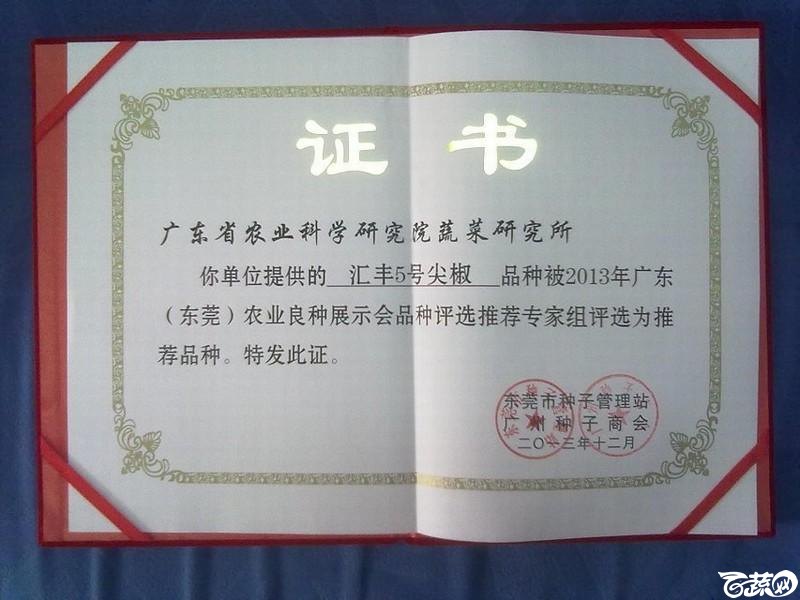 证书
广东省农业科学研究院蔬菜研究所
你单位提供的 汇丰5号尖椒 品种被2013年广东
（东莞）农业良种展示会品种评选推荐专家组评选为推
荐品种。特发此证。
东莞市种子管理站
广州种子商会
二〇一三年十二月
百蔬网